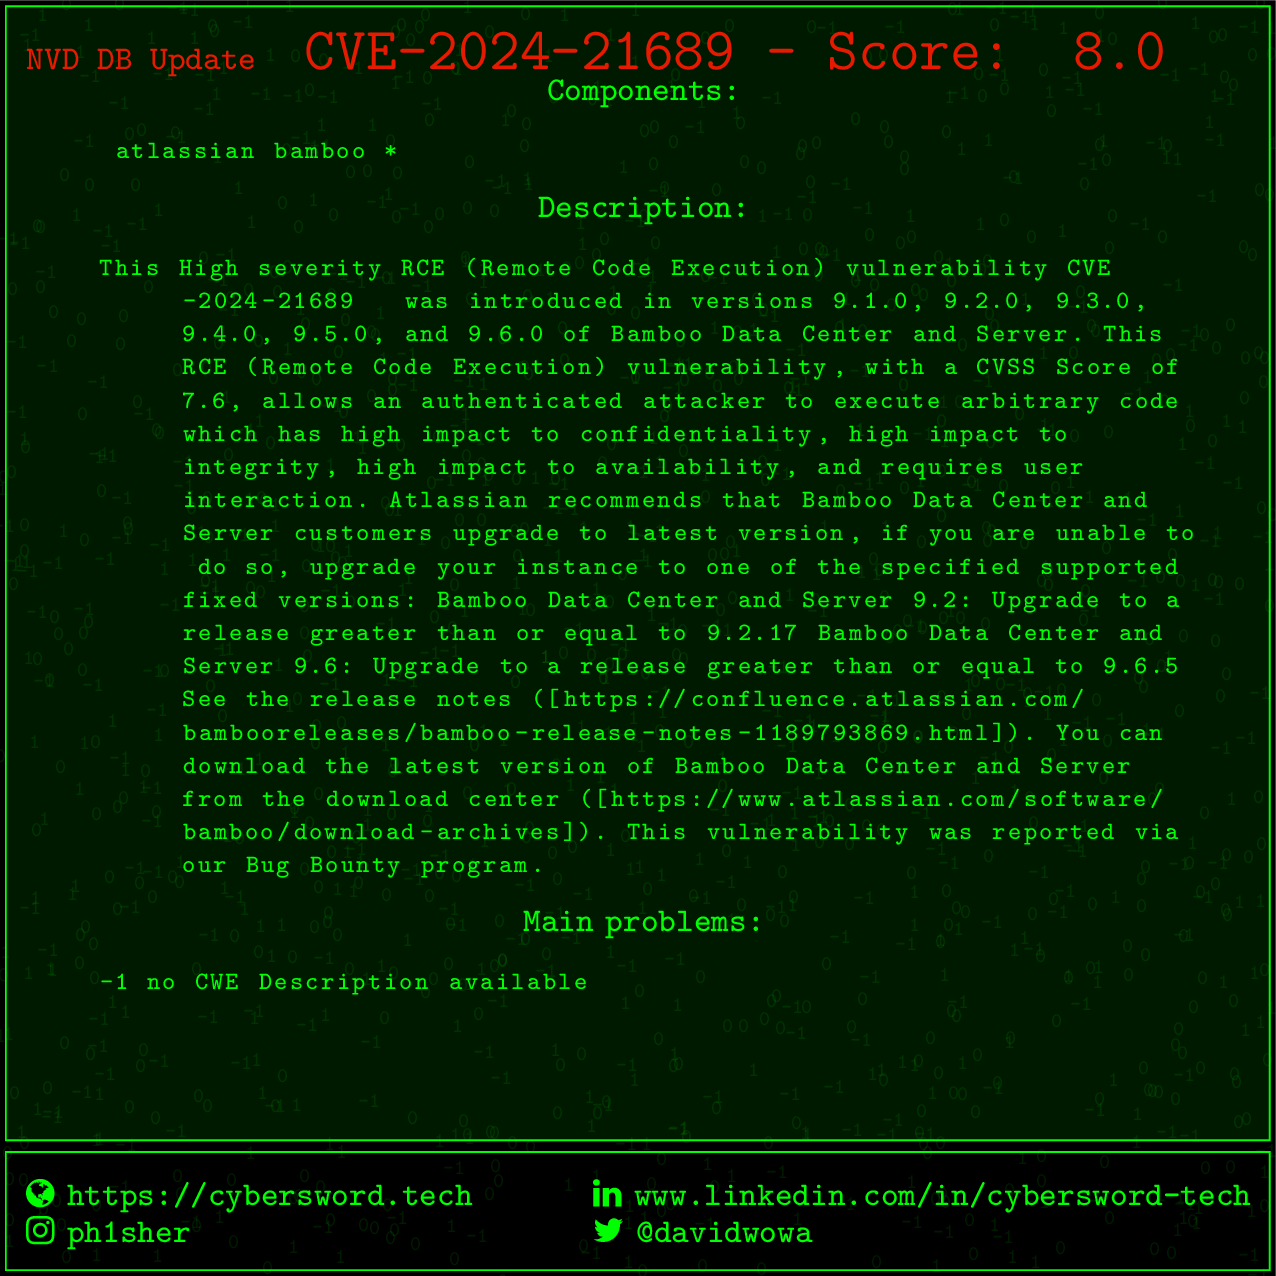 NVD DB Update CVE-2024-21689 - Score: 8.0
Components:
atlassian bamboo *
Description:
This High severity RCE (Remote Code Execution) vulnerability CVE
-2024-21689 was introduced in versions 9.1.0, 9.2.0, 9.3.0,
9.4.0, 9.5.0, and 9.6.0 of Bamboo Data Center and Server. This
RCE (Remote Code Execution) vulnerability, with a CVSS Score of
7.6, allows an authenticated attacker to execute arbitrary code
which has high impact to confidentiality, high impact to
integrity, high impact to availability, and requires user
interaction. Atlassian recommends that Bamboo Data Center and
Server customers upgrade to latest version, if you are unable to
do so, upgrade your instance to one of the specified supported
fixed versions: Bamboo Data Center and Server 9.2: Upgrade to a
release greater than or equal to 9.2.17 Bamboo Data Center and
Server 9.6: Upgrade to a release greater than or equal to 9.6.5
See the release notes ([https://confluence.atlassian.com/
bambooreleases/bamboo-release-notes-1189793869.html]). You can
download the latest version of Bamboo Data Center and Server
from the download center ([https://www.atlassian.com/software/
bamboo/download-archives]). This vulnerability was reported via
our Bug Bounty program.
Main problems:
-1 no CWE Description available
https://cybersword.tech www.linkedin.com/in/cybersword-tech
ph1sher @davidwowa